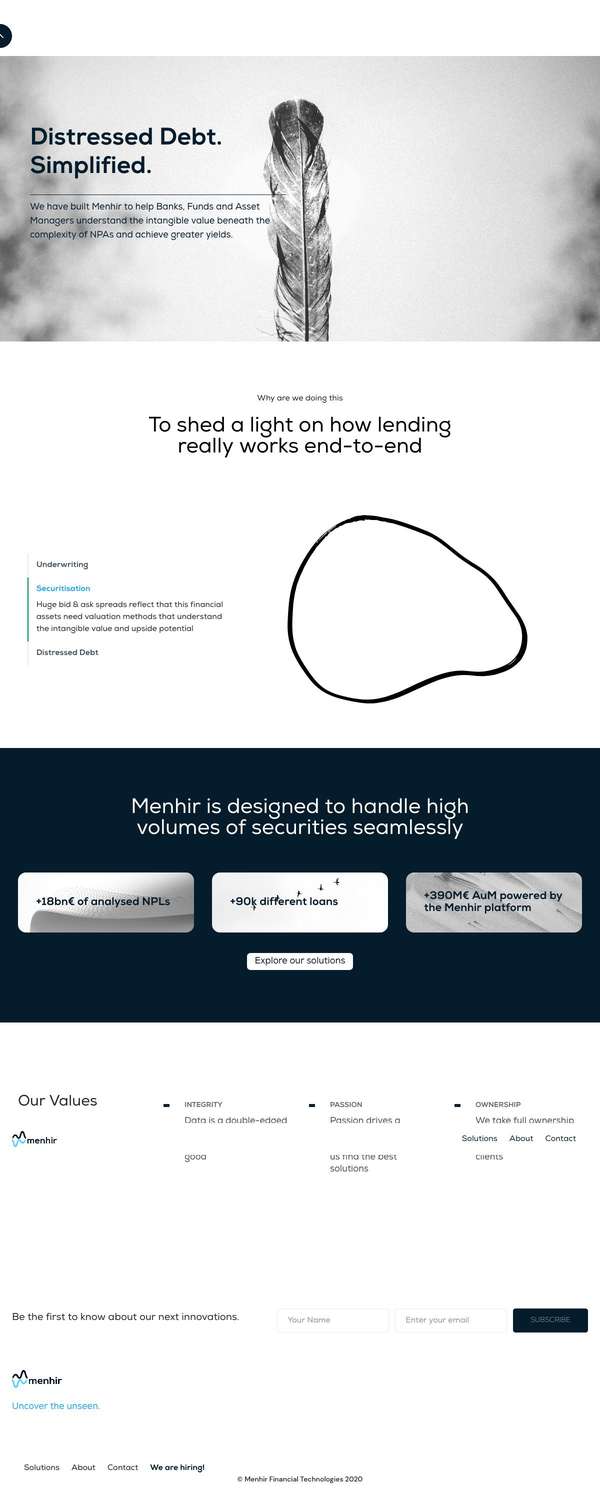 Distressed Debt.
Simplified.
We have built Menhir to help Banks, Funds and Asset
Managers understand the intangible value beneath the
complexity of NPAs and achieve greater yields.
Why are we doing this
To shed a light on how lending
really works end-to-end
Underwriting
Securitisation
Huge bid & ask spreads reflect that this financial
assets need valuation methods that understand
the intangible value and upside potential
Distressed Debt
Menhir is designed to handle high
volumes of securities seamlessly
+18bn€ of analysed NPLs
+90k different loans
+390M€ AuM powered by
the Menhir platform
Explore our solutions
Our Values
INTEGRITY
Data is a double-edged
good
PASSION
Passion drives a
us find the best
solutions
OWNERSHIP
We take full ownership
clients
menhir
Solutions About Contact
Be the first to know about our next innovations.
Your Name
Enter your email
SUBSCRIBE
menhir
Uncover the unseen.
Solutions About Contact We are hiring!
© Menhir Financial Technologies 2020